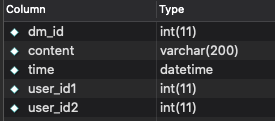 Column Type
dm_id int(11)
content varchar(200)
time datetime
user_id1 int(11)
user_id2 int(11)